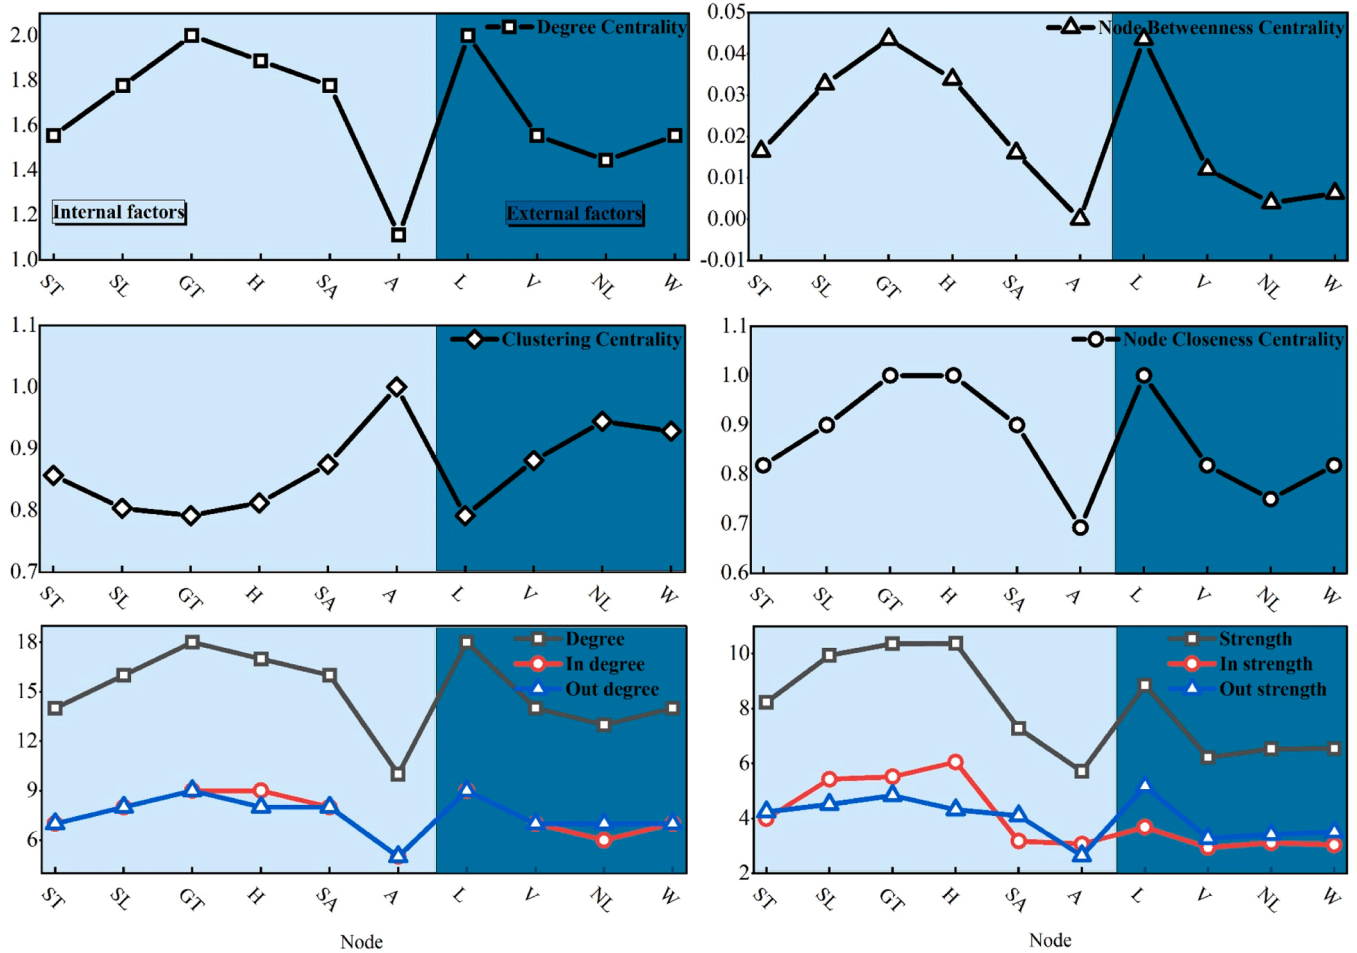 Degree Centrality
2.0
1.8
1.6
1.4
1.2
1.0
Internal factors
External factors
ST SL GT H SA A L V NL W
Node Betweenness Centrality
0.05
0.04
0.03
0.02
0.01
0.00
-0.01
ST SL GT H SA A L V NL W
Clustering Centrality
1.1
1.0
0.9
0.8
0.7
ST SL GT H SA A L V NL W
Node Closeness Centrality
1.1
1.0
0.9
0.8
0.7
0.6
ST SL GT H SA A L V NL W
Degree
In degree
Out degree
18
15
12
9
6
ST SL GT H SA A L V NL W
Node
Strength
In strength
Out strength
10
8
6
4
2
ST SL GT H SA A L V NL W
Node